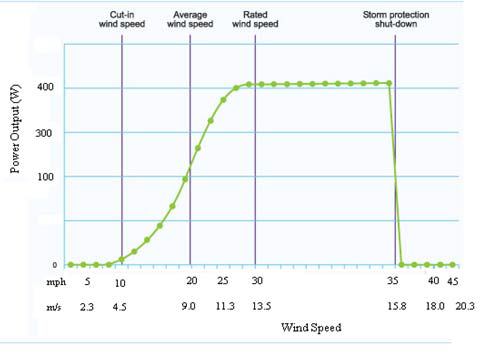 Cut-in wind speed
Average wind speed
Rated wind speed
Storm protection shut-down
Power Output (W)
400
300
100
0
mph 5 10 20 25 30 35 40 45
m/s 2.3 4.5 9.0 11.3 13.5 15.8 18.0 20.3
Wind Speed